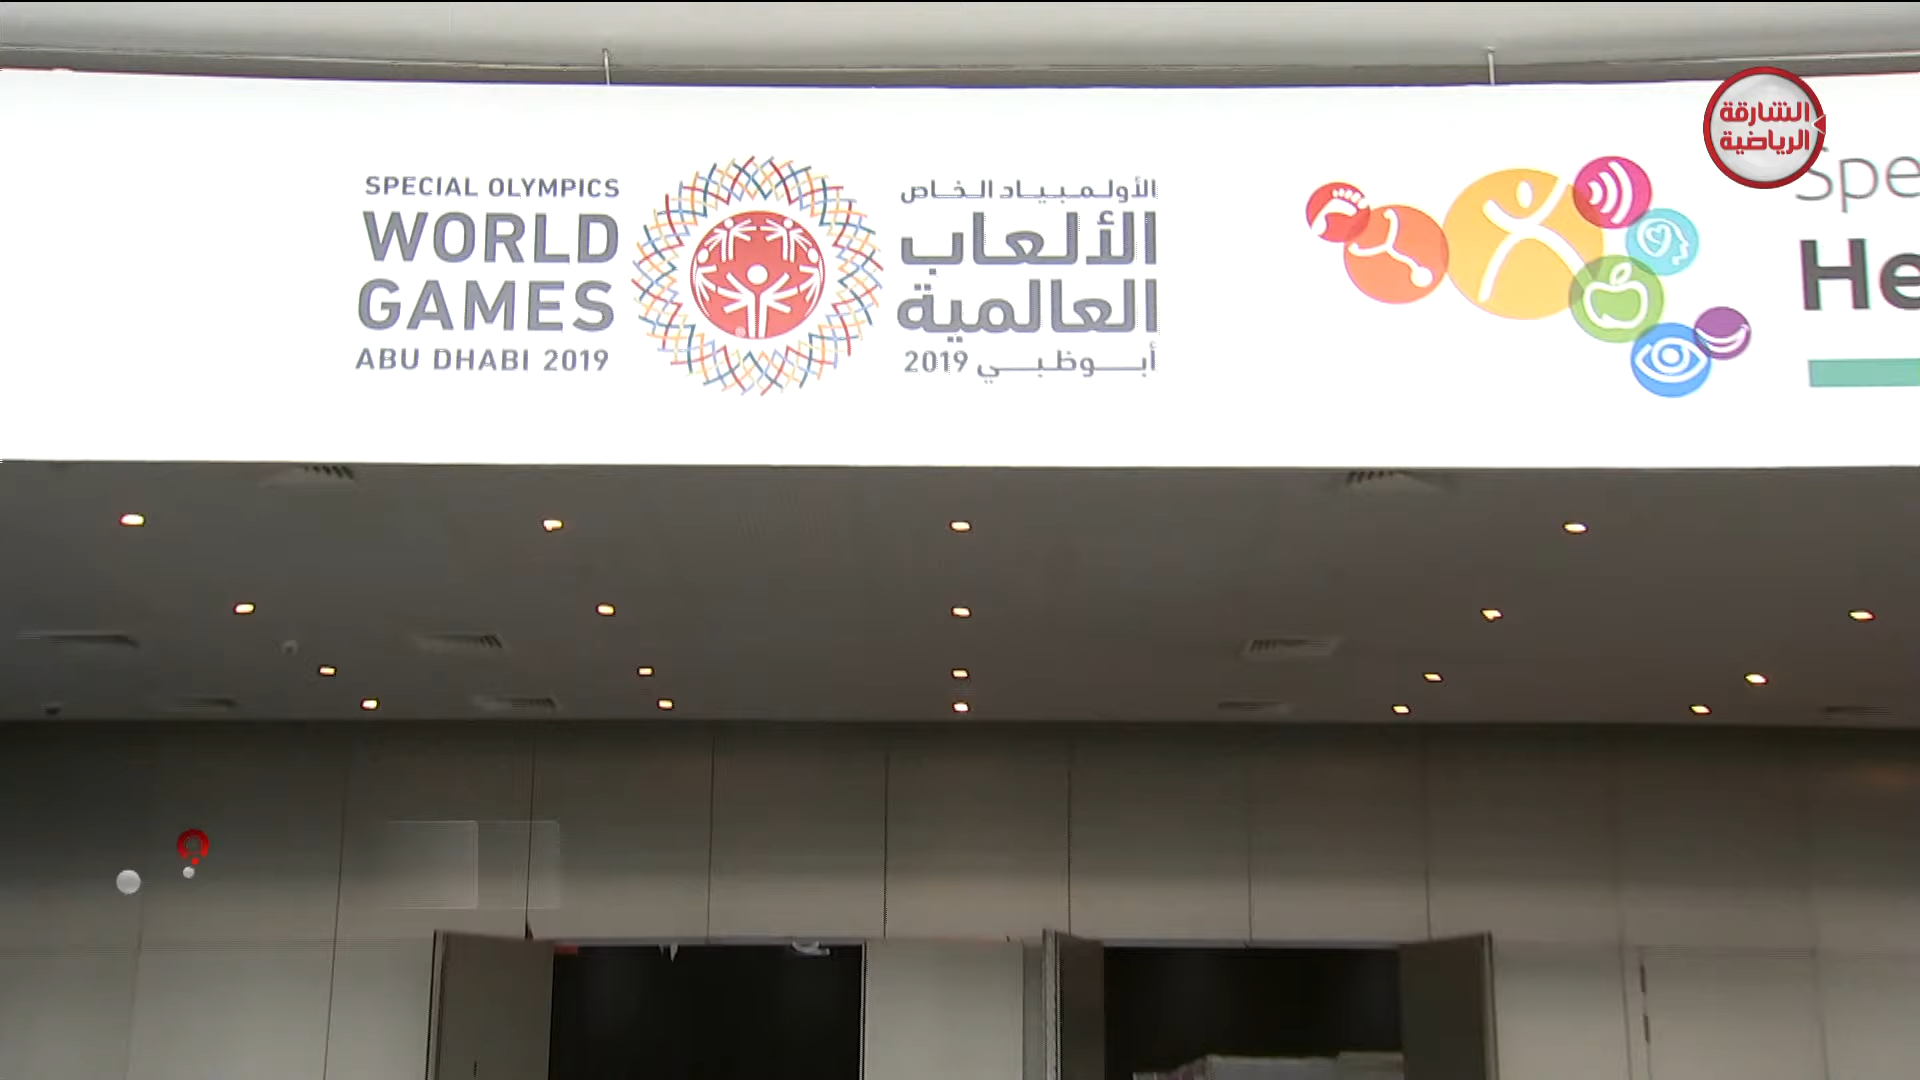 SPECIAL OLYMPICS
WORLD
GAMES
ABU DHABI 2019
الأولمبياد الخاص
الألعاب
العالمية
أبوظبي 2019
الشارقة
الرياضية
Spe
He